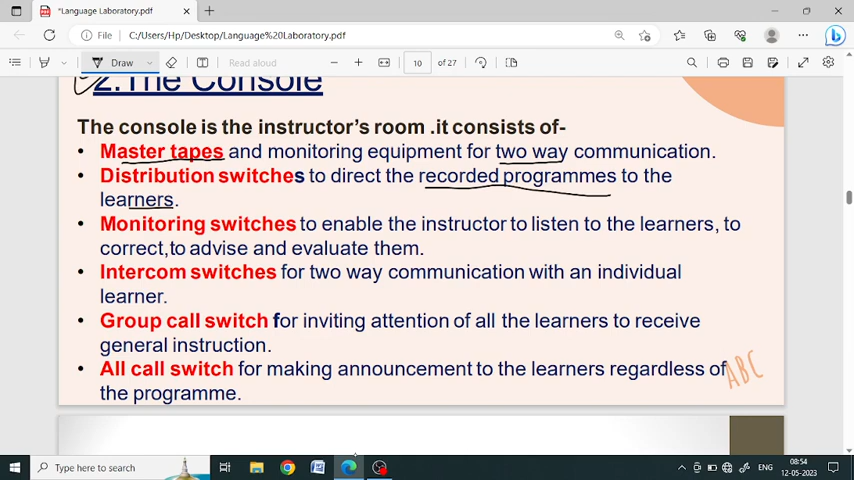 *Language Laboratory.pdf
File
C:/Users/Hp/Desktop/Language%20Laboratory.pdf
Draw
Read aloud
10 of 27
2.The Console
The console is the instructor's room .it consists of-
• Master tapes and monitoring equipment for two way communication.
• Distribution switches to direct the recorded programmes to the
learners.
• Monitoring switches to enable the instructor to listen to the learners, to
correct,to advise and evaluate them.
• Intercom switches for two way communication with an individual
learner.
• Group call switch for inviting attention of all the learners to receive
general instruction.
• All call switch for making announcement to the learners regardless of
the programme.
ABC
Type here to search
ENG
08:54
12-05-2023